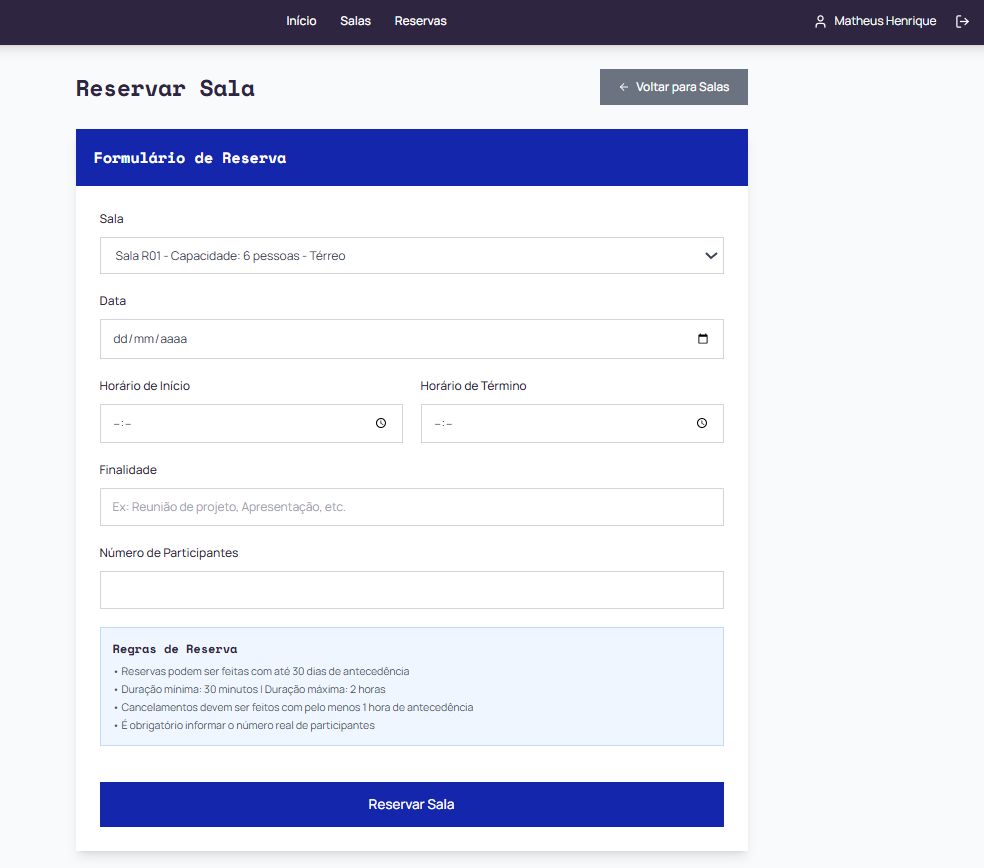 Início Salas Reservas Matheus Henrique
Reservar Sala
← Voltar para Salas
Formulário de Reserva
Sala
Sala R01 - Capacidade: 6 pessoas - Térreo
Data
dd/mm/aaaa
Horário de Início
Horário de Término
--:--
--:--
Finalidade
Ex: Reunião de projeto, Apresentação, etc.
Número de Participantes
Regras de Reserva
• Reservas podem ser feitas com até 30 dias de antecedência
• Duração mínima: 30 minutos | Duração máxima: 2 horas
• Cancelamentos devem ser feitos com pelo menos 1 hora de antecedência
• É obrigatório informar o número real de participantes
Reservar Sala